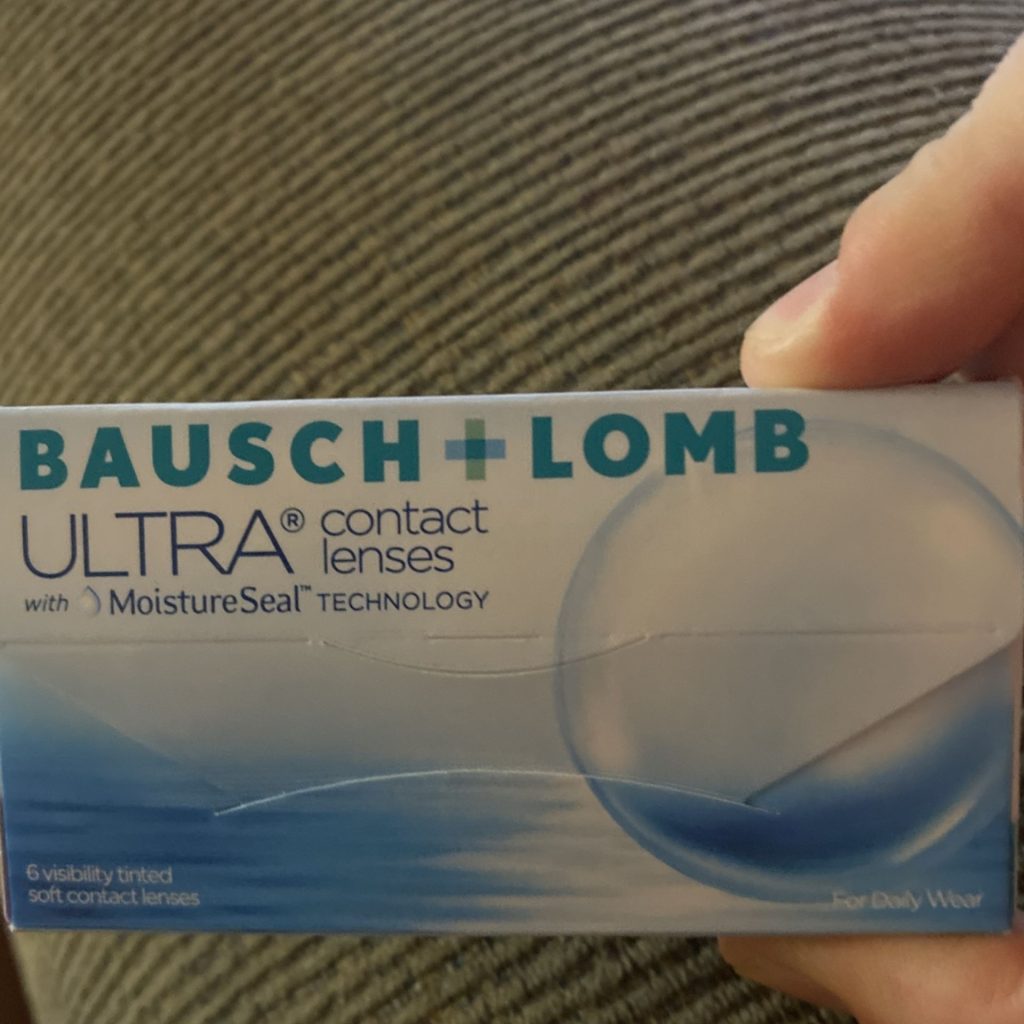 BAUSCH + LOMB
ULTRA® contact lenses
with MoistureSeal™ TECHNOLOGY
6 visibility tinted
soft contact lenses
For Daily Wear